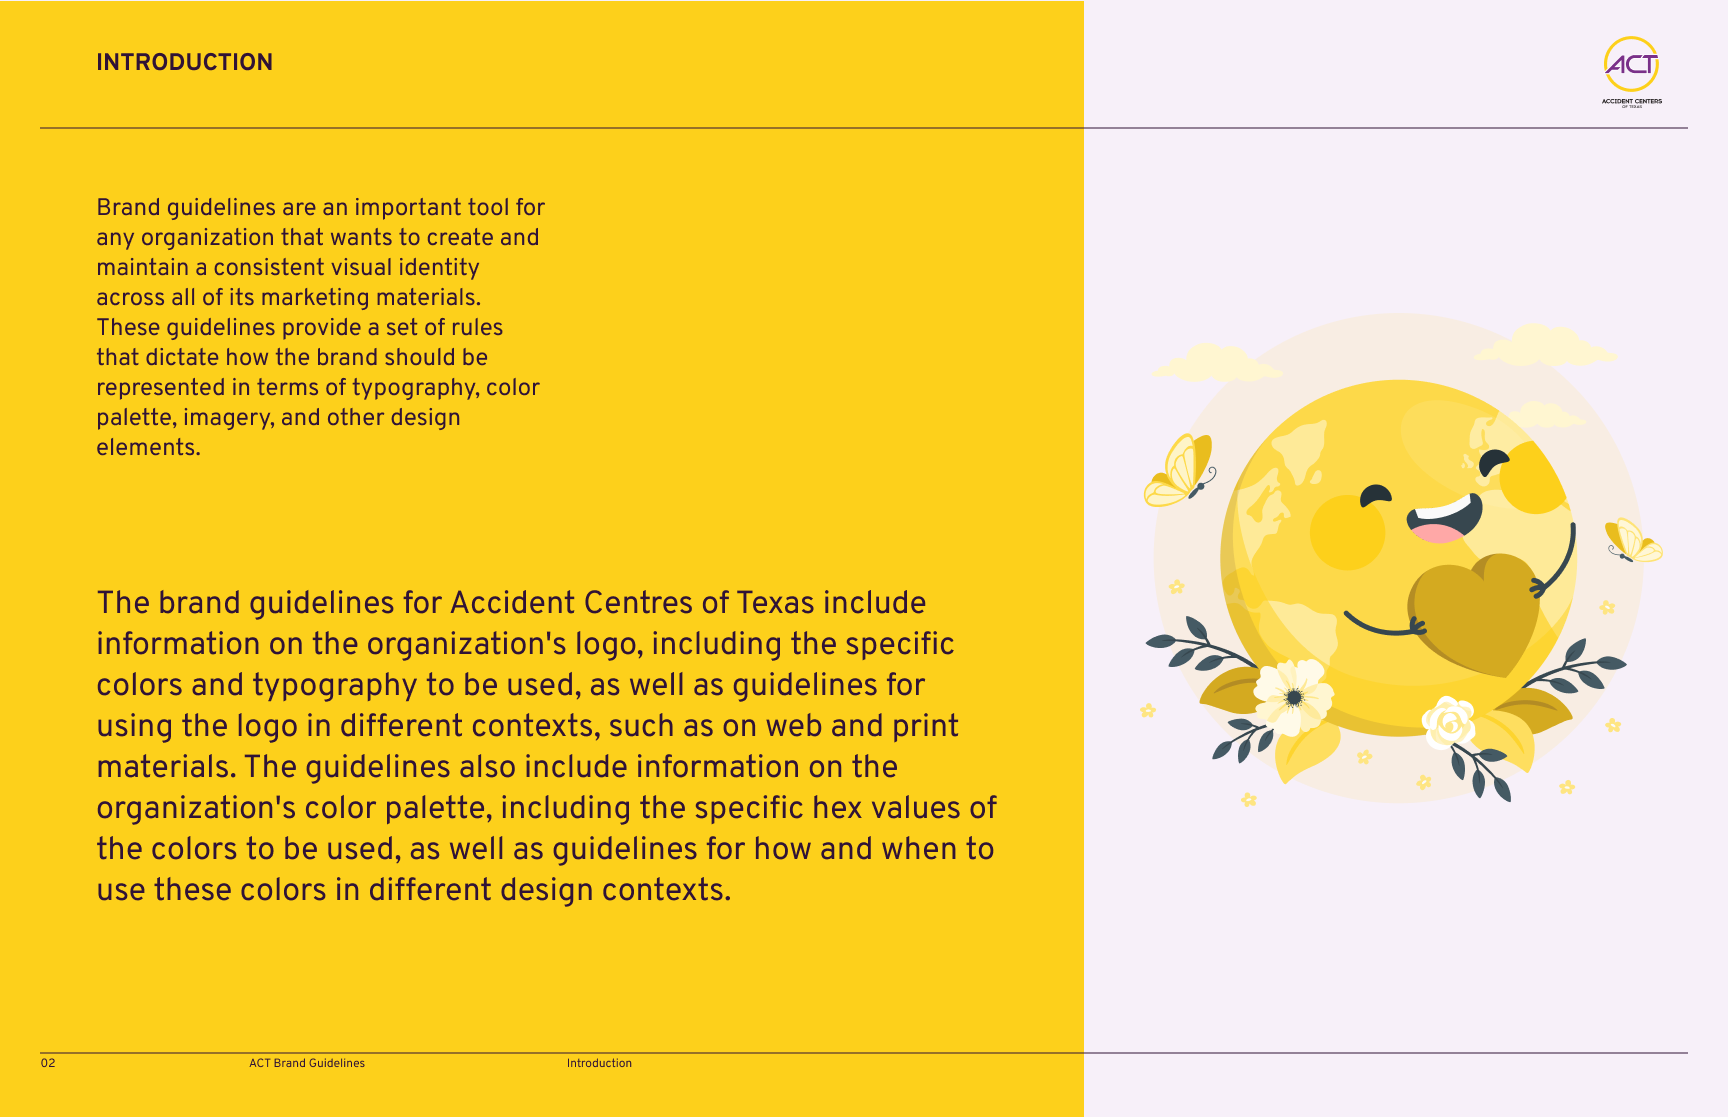 INTRODUCTION
ACT
ACCIDENT CENTERS
OF TEXAS
Brand guidelines are an important tool for
any organization that wants to create and
maintain a consistent visual identity
across all of its marketing materials.
These guidelines provide a set of rules
that dictate how the brand should be
represented in terms of typography, color
palette, imagery, and other design
elements.
The brand guidelines for Accident Centres of Texas include
information on the organization's logo, including the specific
colors and typography to be used, as well as guidelines for
using the logo in different contexts, such as on web and print
materials. The guidelines also include information on the
organization's color palette, including the specific hex values of
the colors to be used, as well as guidelines for how and when to
use these colors in different design contexts.
02 ACT Brand Guidelines Introduction